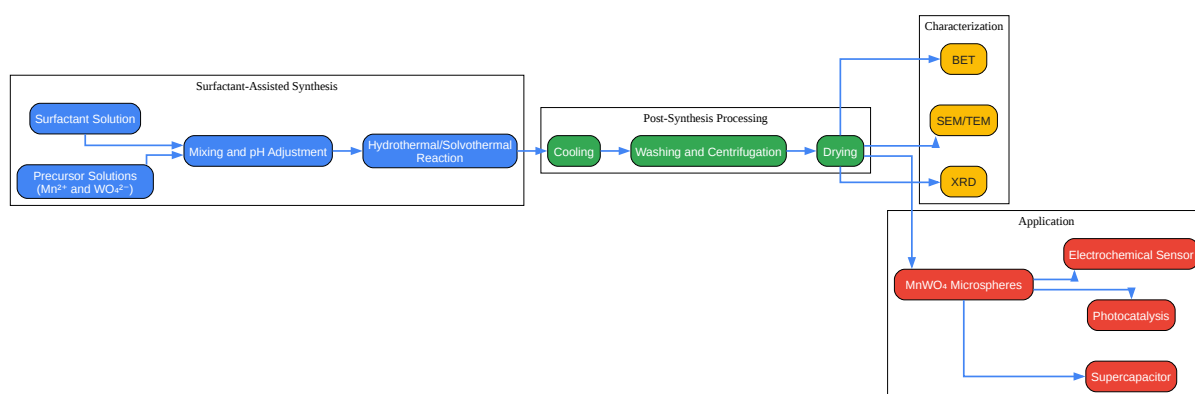 Characterization
BET
SEM/TEM
XRD
Surfactant-Assisted Synthesis
Surfactant Solution
Mixing and pH Adjustment
Hydrothermal/Solvothermal
Reaction
Precursor Solutions
(Mn²⁺ and WO₄²⁻)
Post-Synthesis Processing
Cooling
Washing and Centrifugation
Drying
Application
Electrochemical Sensor
MnWO₄ Microspheres
Photocatalysis
Supercapacitor